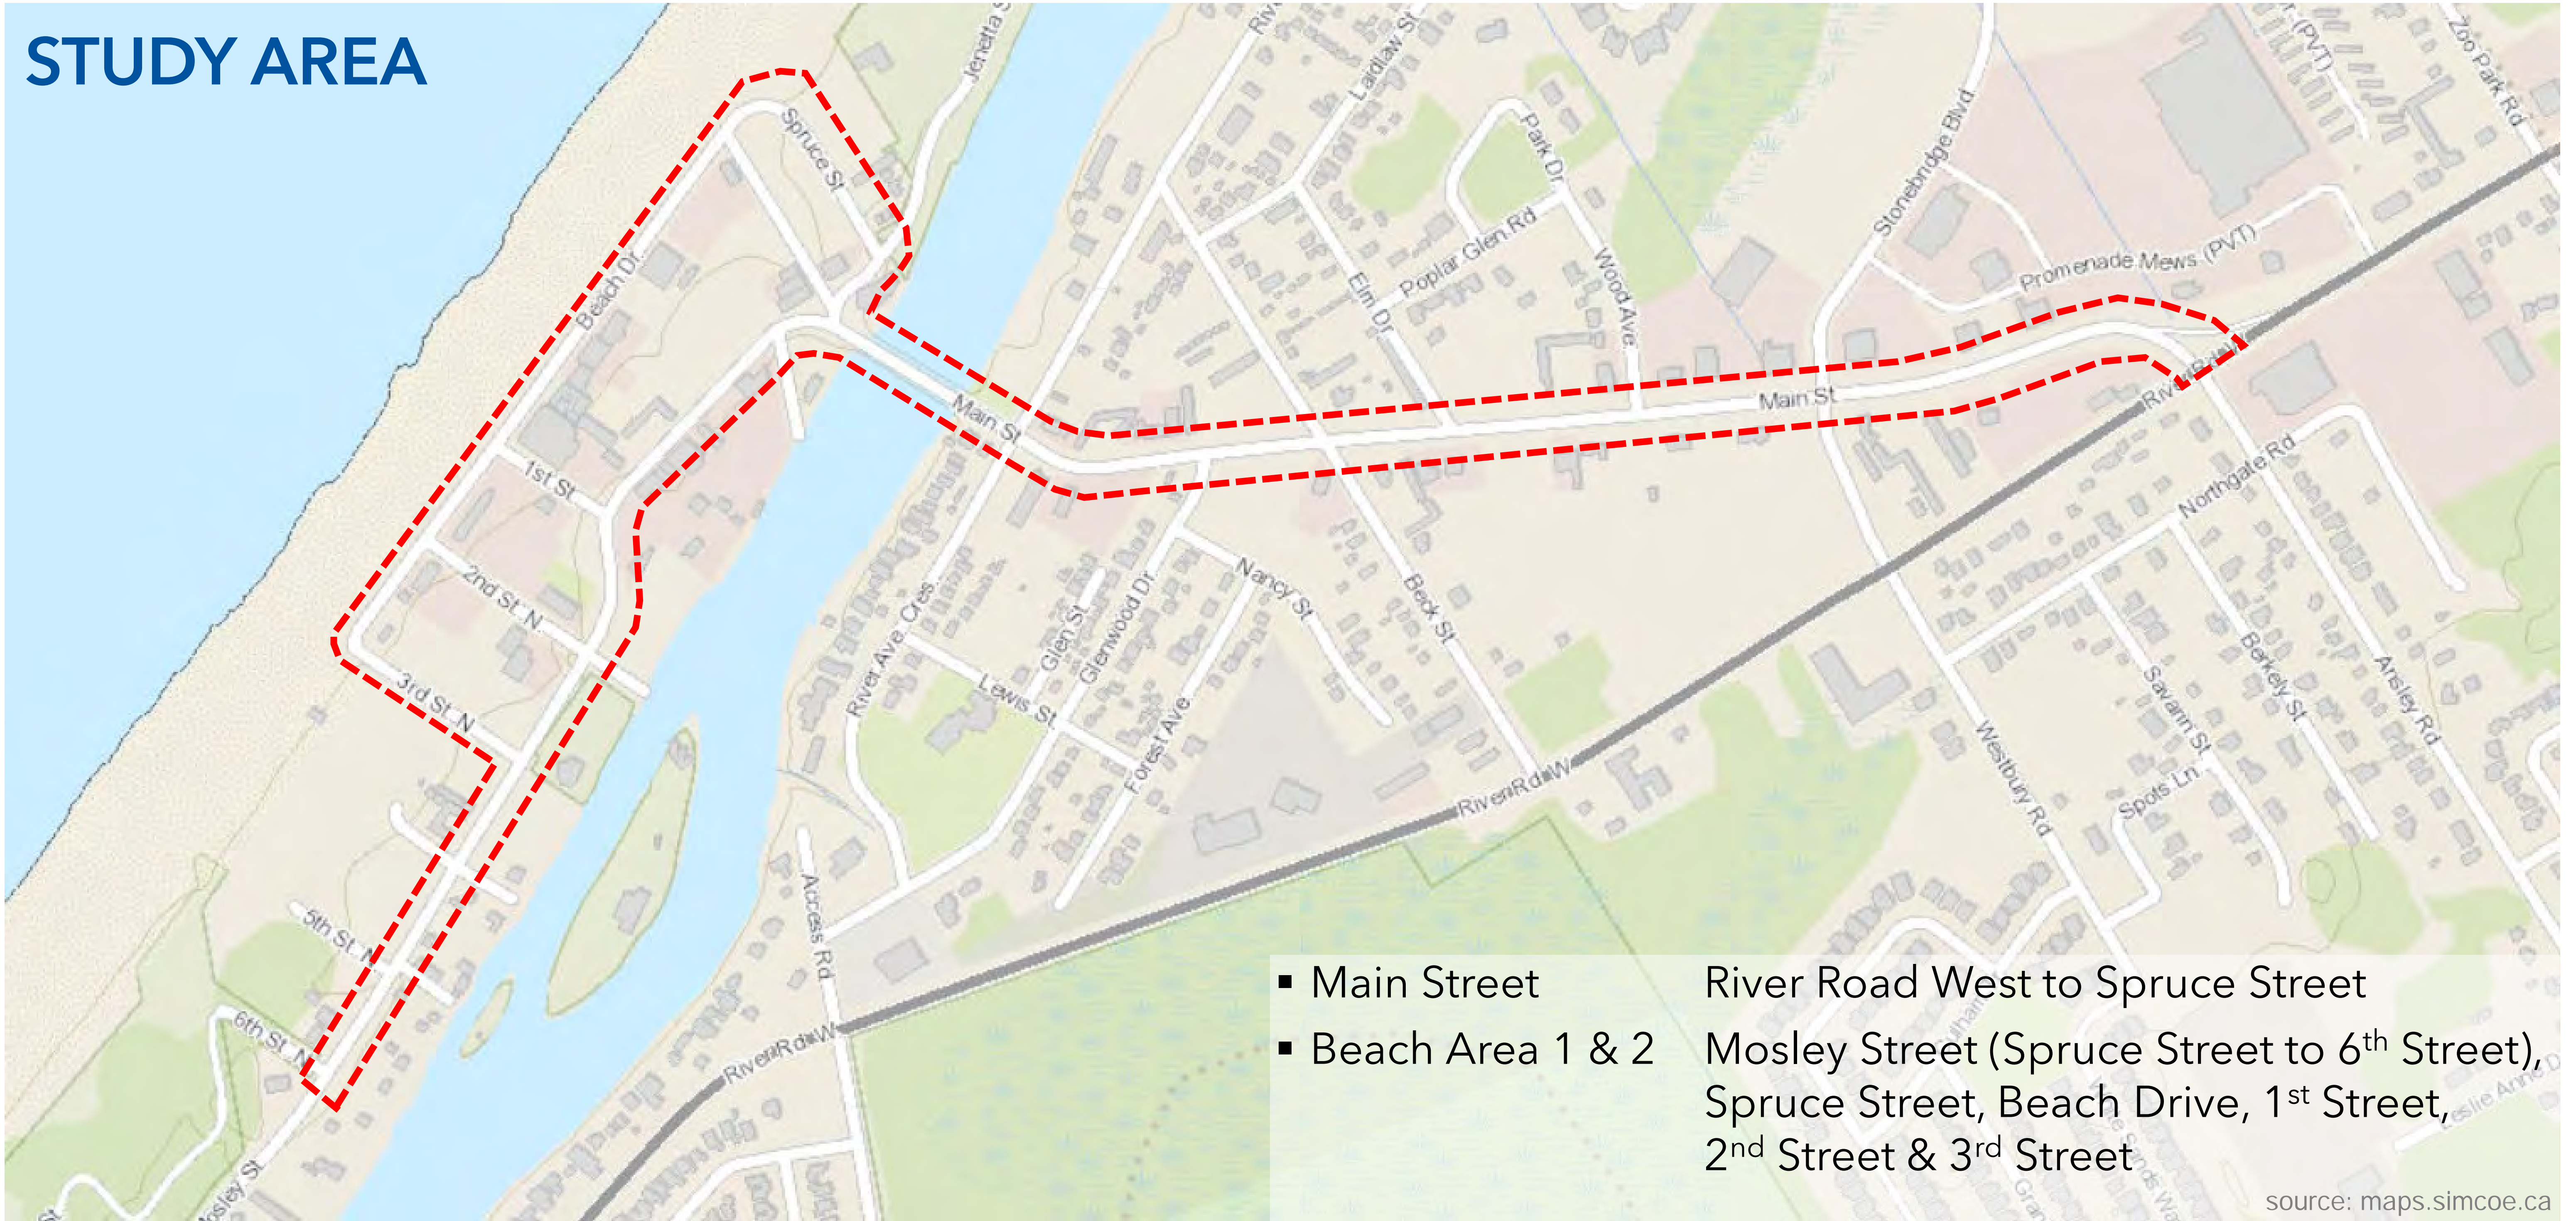 STUDY AREA
Jenetta S
Riv
Laidlaw St
Park Dr
Stonebridge Blvd
r (PVT)
Zoo Park Rd
Spruce St
Poplar Glen Rd
Wood Ave.
Elm Dr
Promenade Mews (PVT)
Beach Dr.
Main St
Main St
River Rd W
Northgate Rd
1st St
2nd St. N
3rd St. N
5th St. N
6th St. N
Mosley St
St
River Ave. Cres.
Glen St
Glenwood Dr
Nancy St
Beck St
Lewis St
Forest Ave
Access Rd
River Rd W
River Rd W
Westbury Rd
Savann St
Berkely St
Ansley Rd
Spots Ln
▪ Main Street River Road West to Spruce Street
▪ Beach Area 1 & 2 Mosley Street (Spruce Street to 6th Street),
Spruce Street, Beach Drive, 1st Street,
2nd Street & 3rd Street
Leslie Anne D
source: maps.simcoe.ca